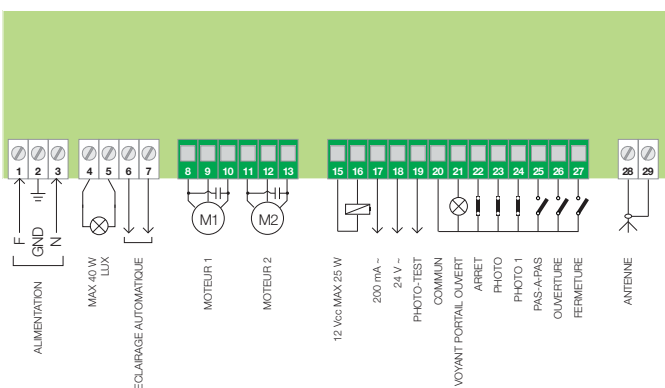 1 2 3 4 5 6 7 8 9 10 11 12 13 15 16 17 18 19 20 21 22 23 24 25 26 27 28 29
M1 M2
F
GND
N
ALIMENTATION
MAX 40 W
LUX
ECLAIRAGE AUTOMATIQUE
MOTEUR 1
MOTEUR 2
12 Vcc MAX 25 W
200 mA ~
24 V ~
PHOTO-TEST
COMMUN
VOYANT PORTAIL OUVERT
ARRET
PHOTO
PHOTO 1
PAS-A-PAS
OUVERTURE
FERMETURE
ANTENNE